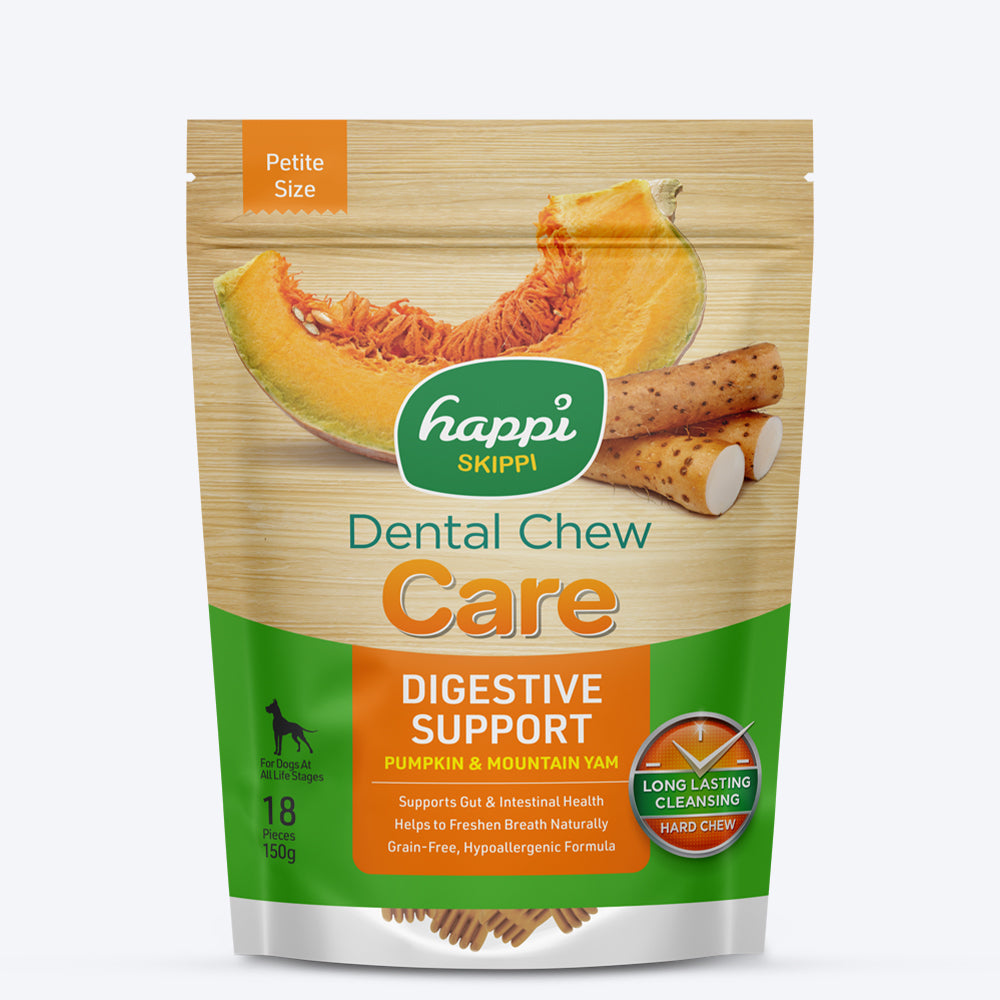 Petite
Size
happi
SKIPPI
Dental Chew
Care
DIGESTIVE
SUPPORT
PUMPKIN & MOUNTAIN YAM
Supports Gut & Intestinal Health
Helps to Freshen Breath Naturally
Grain-Free, Hypoallergenic Formula
For Dogs At
All Life Stages
18
Pieces
150g
LONG LASTING
CLEANSING
HARD CHEW